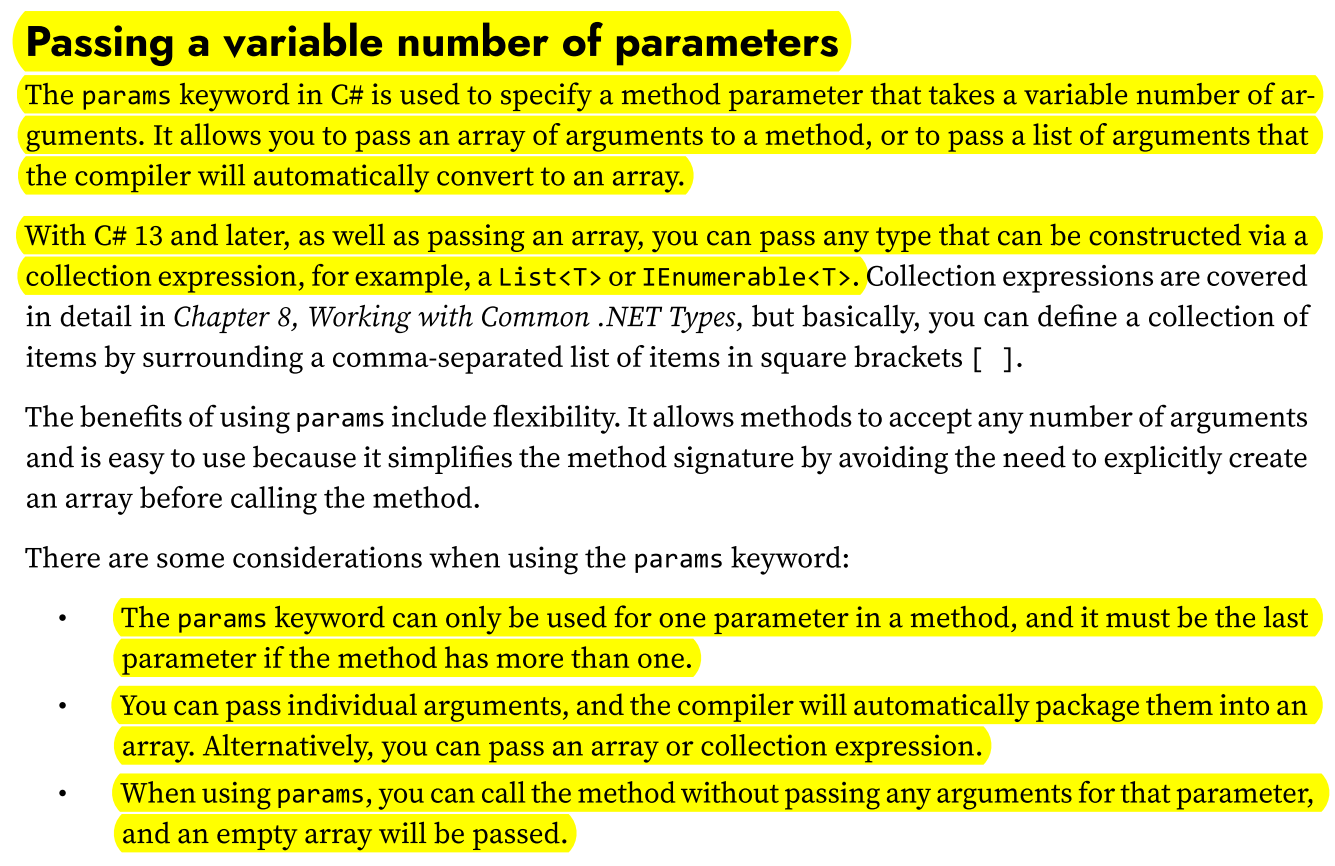 Passing a variable number of parameters
The params keyword in C# is used to specify a method parameter that takes a variable number of ar-
guments. It allows you to pass an array of arguments to a method, or to pass a list of arguments that
the compiler will automatically convert to an array.
With C# 13 and later, as well as passing an array, you can pass any type that can be constructed via a
collection expression, for example, a List<T> or IEnumerable<T>. Collection expressions are covered
in detail in Chapter 8, Working with Common .NET Types, but basically, you can define a collection of
items by surrounding a comma-separated list of items in square brackets [ ].
The benefits of using params include flexibility. It allows methods to accept any number of arguments
and is easy to use because it simplifies the method signature by avoiding the need to explicitly create
an array before calling the method.
There are some considerations when using the params keyword:
• The params keyword can only be used for one parameter in a method, and it must be the last
parameter if the method has more than one.
• You can pass individual arguments, and the compiler will automatically package them into an
array. Alternatively, you can pass an array or collection expression.
• When using params, you can call the method without passing any arguments for that parameter,
and an empty array will be passed.